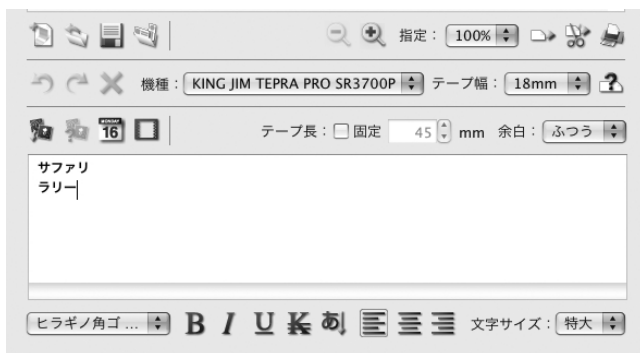 指定： 100%
機種： KING JIM TEPRA PRO SR3700P テープ幅： 18mm
MONDAY 16 テープ長： 固定 45 mm 余白： ふつう
サファリ
ラリー
ヒラギノ角ゴ ... B I U K あ 文字サイズ： 特大